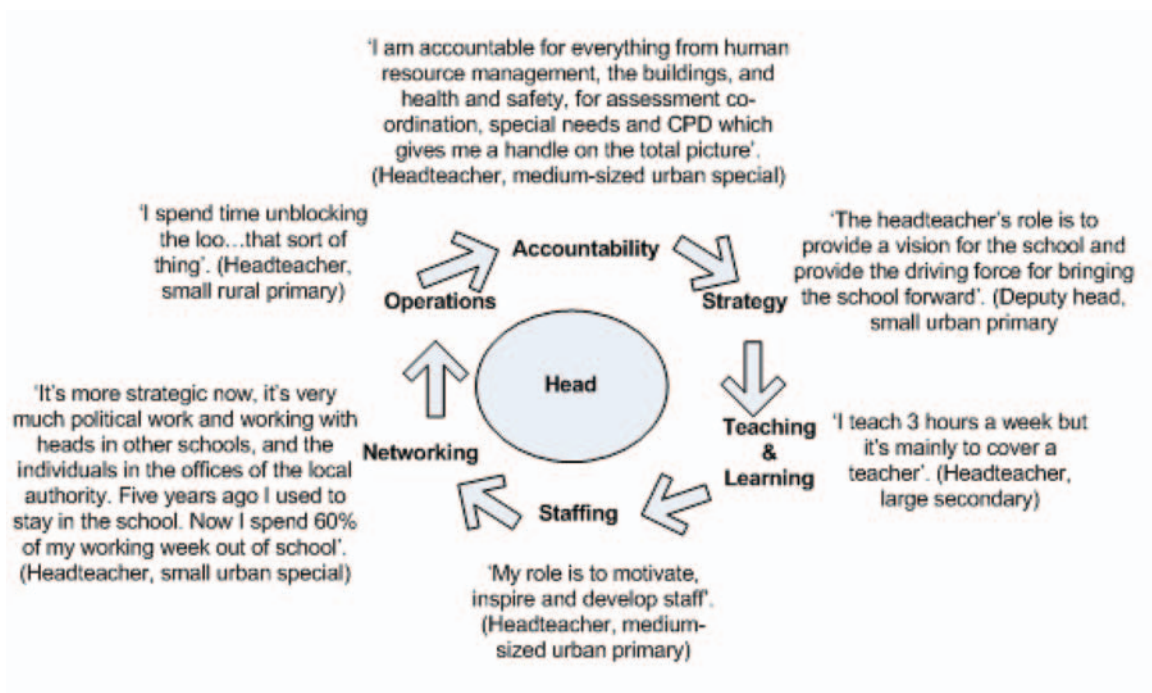 ‘I am accountable for everything from human
resource management, the buildings, and
health and safety, for assessment co-
ordination, special needs and CPD which
gives me a handle on the total picture’.
(Headteacher, medium-sized urban special)
‘I spend time unblocking
the loo…that sort of
thing’. (Headteacher,
small rural primary)
Accountability
‘The headteacher’s role is to
provide a vision for the school and
provide the driving force for bringing
the school forward’. (Deputy head,
small urban primary
Operations
Strategy
Head
‘It’s more strategic now, it’s very
much political work and working with
heads in other schools, and the
individuals in the offices of the local
authority. Five years ago I used to
stay in the school. Now I spend 60%
of my working week out of school’.
(Headteacher, small urban special)
Networking
Teaching
&
Learning
‘I teach 3 hours a week but
it’s mainly to cover a
teacher’. (Headteacher,
large secondary)
Staffing
‘My role is to motivate,
inspire and develop staff’.
(Headteacher, medium-
sized urban primary)